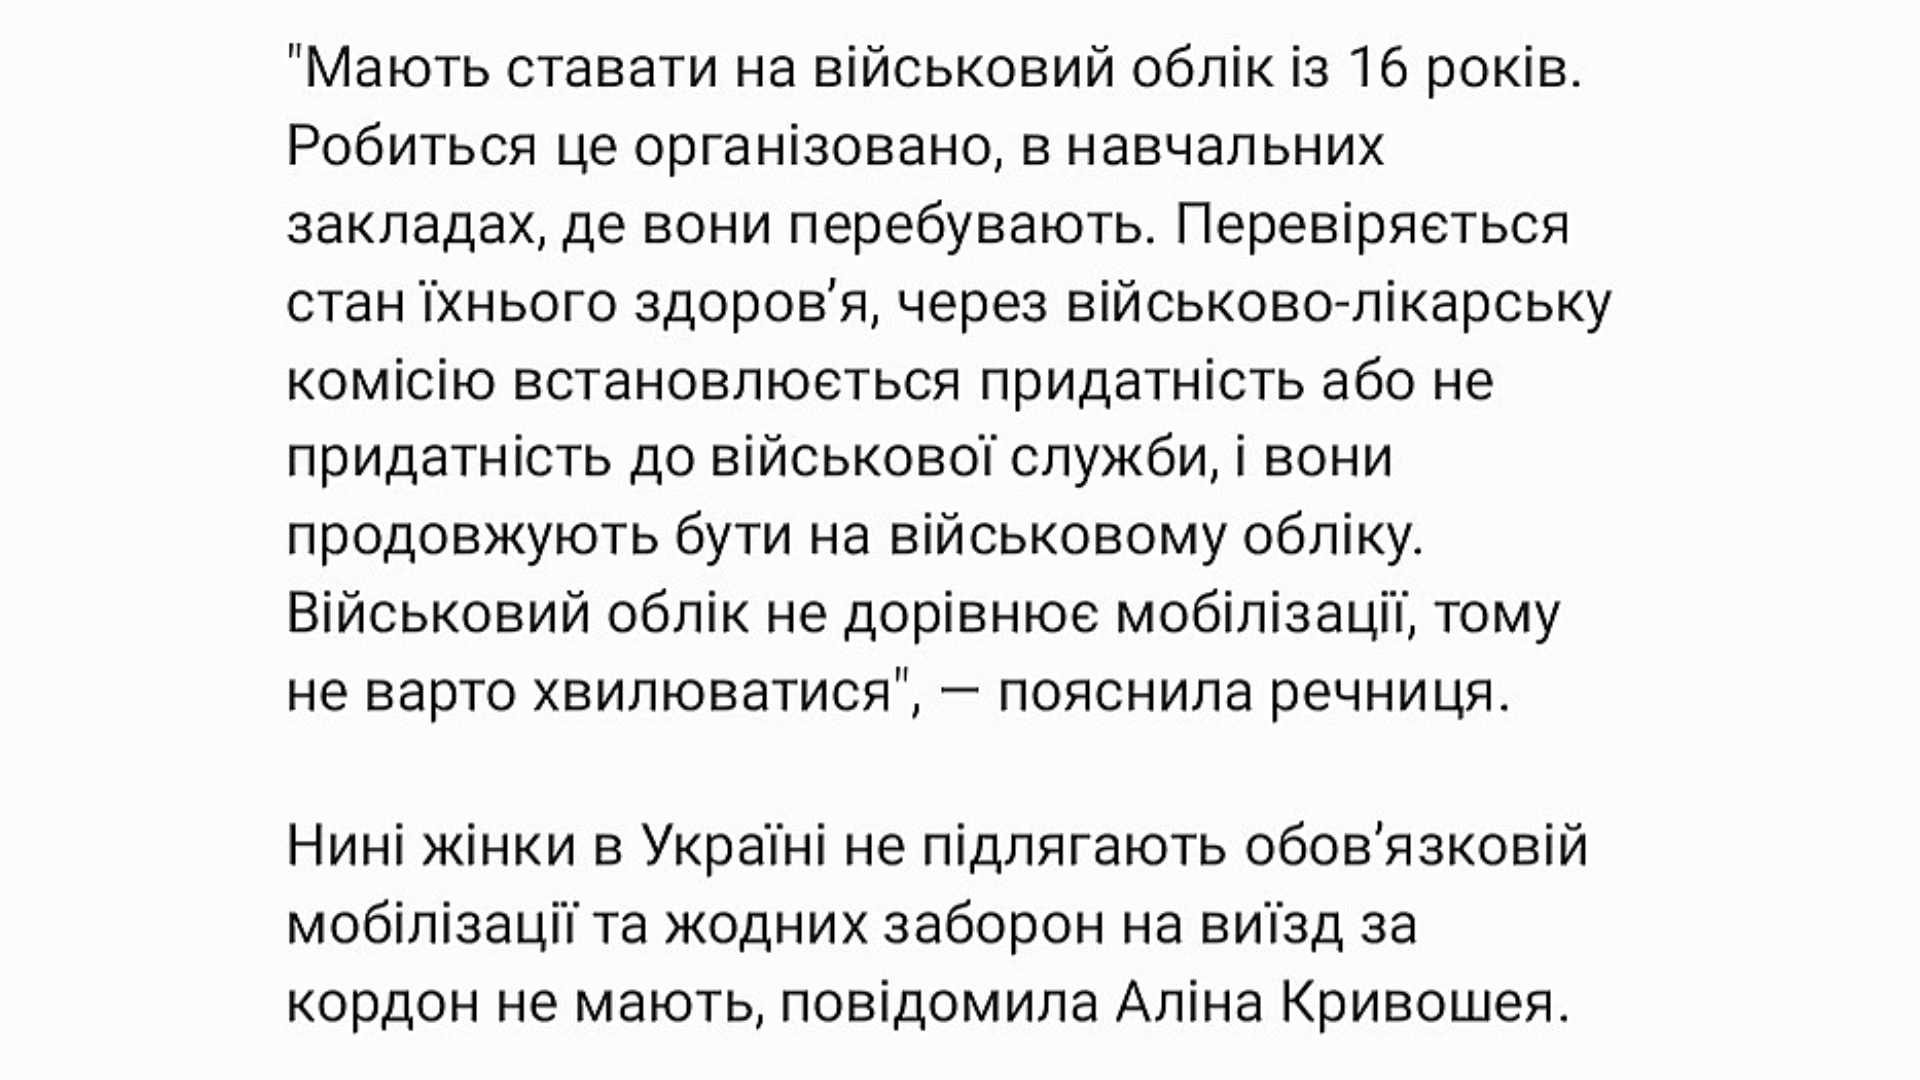 "Мають ставати на військовий облік із 16 років.
Робиться це організовано, в навчальних
закладах, де вони перебувають. Перевіряється
стан їхнього здоров’я, через військово-лікарську
комісію встановлюється придатність або не
придатність до військової служби, і вони
продовжують бути на військовому обліку.
Військовий облік не дорівнює мобілізації, тому
не варто хвилюватися", — пояснила речниця.
Нині жінки в Україні не підлягають обов’язковій
мобілізації та жодних заборон на виїзд за
кордон не мають, повідомила Аліна Кривошея.